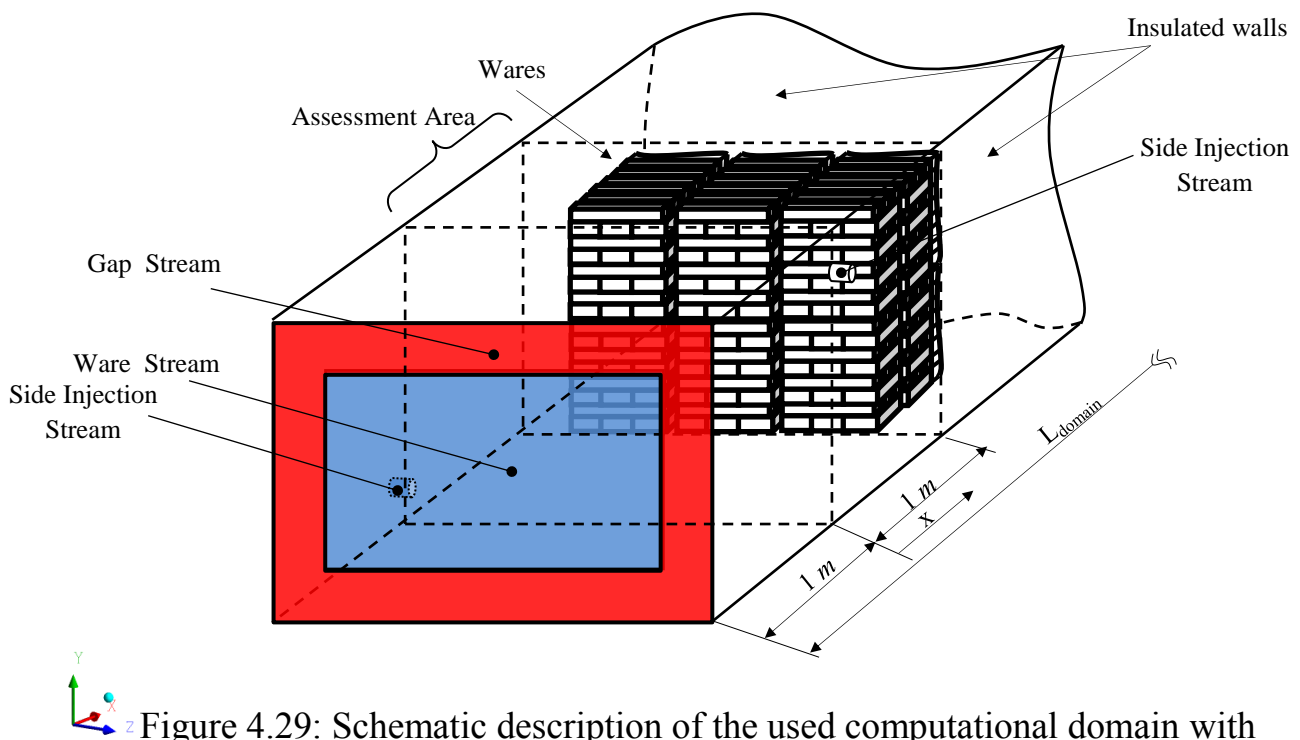 Insulated walls
Wares
Assessment Area
Side Injection
Stream
Gap Stream
Ware Stream
Side Injection
Stream
L_domain
1 m
x
1 m
Y
X
Z
Figure 4.29: Schematic description of the used computational domain with